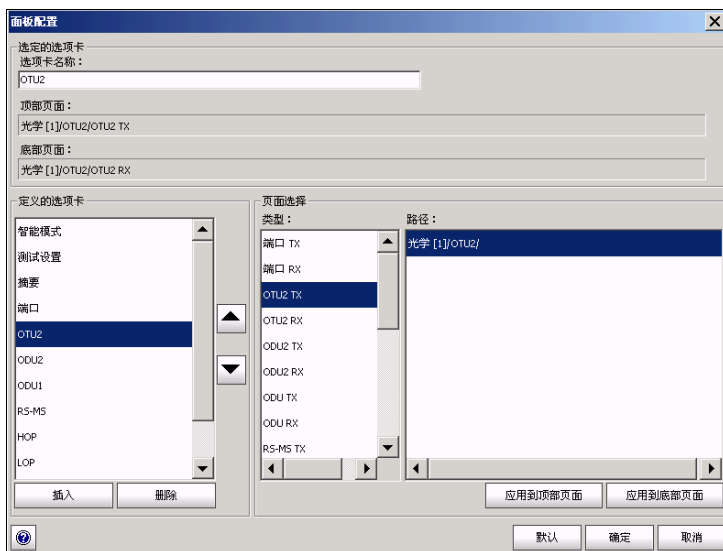 面板配置
选定的选项卡
选项卡名称：
OTU2
顶部页面：
光学 [1]/OTU2/OTU2 TX
底部页面：
光学 [1]/OTU2/OTU2 RX
定义的选项卡
智能模式
测试设置
摘要
端口
OTU2
ODU2
ODU1
RS-MS
HOP
LOP
插入
删除
页面选择
类型：
端口 TX
端口 RX
OTU2 TX
OTU2 RX
ODU2 TX
ODU2 RX
ODU TX
ODU RX
RS-MS TX
路径：
光学 [1]/OTU2/
应用到顶部页面
应用到底部页面
默认
确定
取消